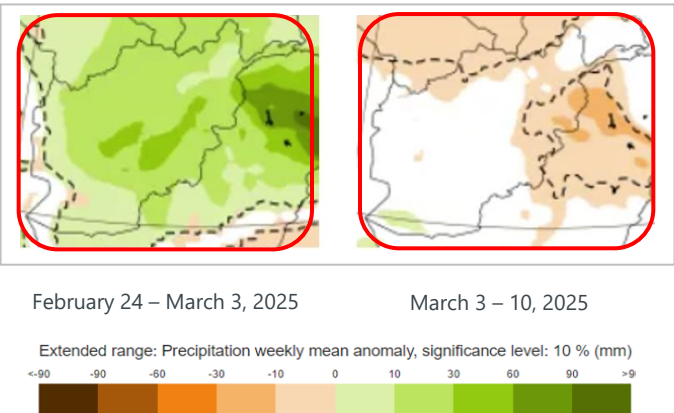 February 24 – March 3, 2025
March 3 – 10, 2025
Extended range: Precipitation weekly mean anomaly, significance level: 10 % (mm)
<-90 -90 -60 -30 -10 0 10 30 60 90 >9